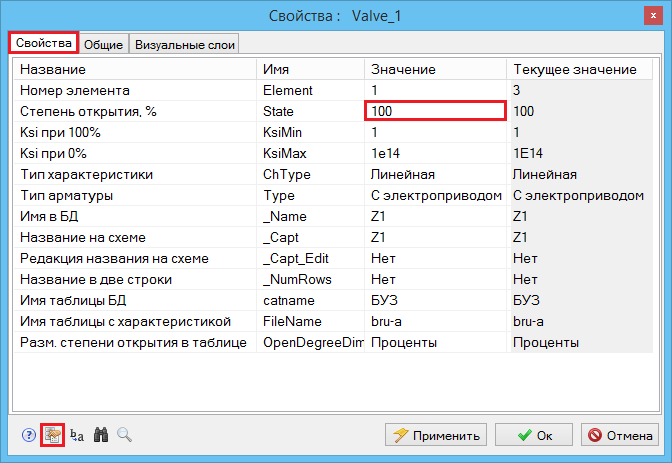 Свойства : Valve_1
Свойства Общие Визуальные слои
Название Имя Значение Текущее значение
Номер элемента Element 1 3
Степень открытия, % State 100 100
Ksi при 100% KsiMin 1 1
Ksi при 0% KsiMax 1e14 1E14
Тип характеристики ChType Линейная Линейная
Тип арматуры Type С электроприводом С электроприводом
Имя в БД _Name Z1 Z1
Название на схеме _Capt Z1 Z1
Редакция названия на схеме _Capt_Edit Нет Нет
Название в две строки _NumRows Нет Нет
Имя таблицы БД catname БУЗ БУЗ
Имя таблицы с характеристикой FileName bru-a bru-a
Разм. степени открытия в таблице OpenDegreeDim Проценты Проценты
Применить Ок Отмена